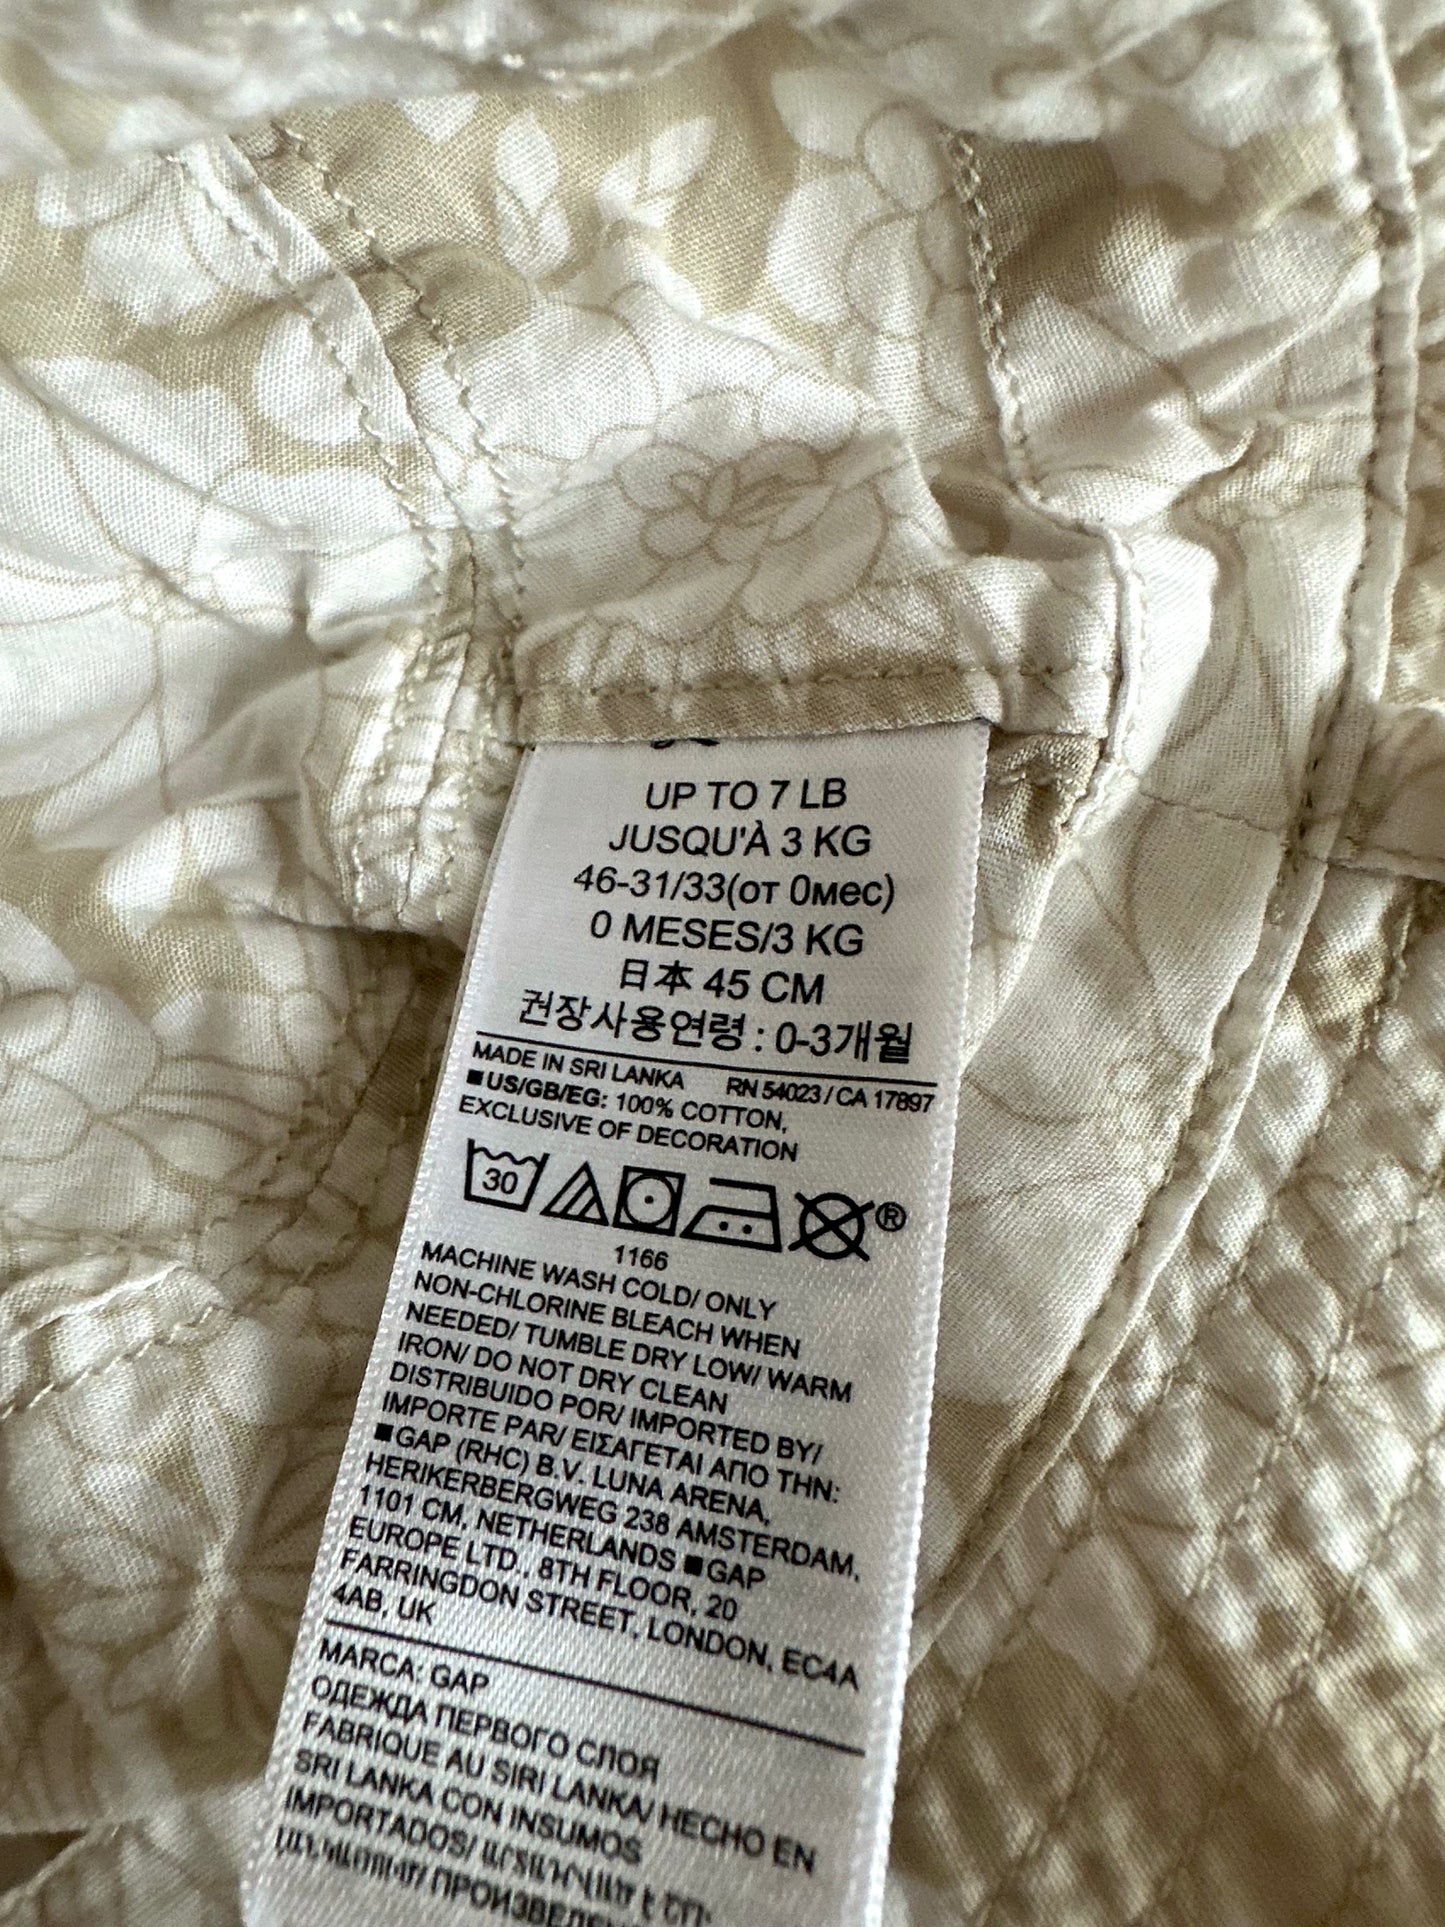 UP TO 7 LB
JUSQU'À 3 KG
46-31/33(от 0мес)
0 MESES/3 KG
日本 45 CM
권장사용연령 : 0-3개월
MADE IN SRI LANKA RN 54023 / CA 17897
■US/GB/EG: 100% COTTON,
EXCLUSIVE OF DECORATION
30 ®
1166
MACHINE WASH COLD/ ONLY
NON-CHLORINE BLEACH WHEN
NEEDED/ TUMBLE DRY LOW/ WARM
IRON/ DO NOT DRY CLEAN
DISTRIBUIDO POR/ IMPORTED BY/
IMPORTE PAR/ ΕΙΣΑΓΕΤΑΙ ΑΠΟ ΤΗΝ:
■GAP (RHC) B.V. LUNA ARENA,
HERIKERBERGWEG 238 AMSTERDAM,
1101 CM, NETHERLANDS ■GAP
EUROPE LTD., 8TH FLOOR, 20
FARRINGDON STREET, LONDON, EC4A
4AB, UK
MARCA: GAP
ОДЕЖДА ПЕРВОГО СЛОЯ
FABRIQUE AU SIRI LANKA/ HECHO EN
SRI LANKA CON INSUMOS
IMPORTADOS/